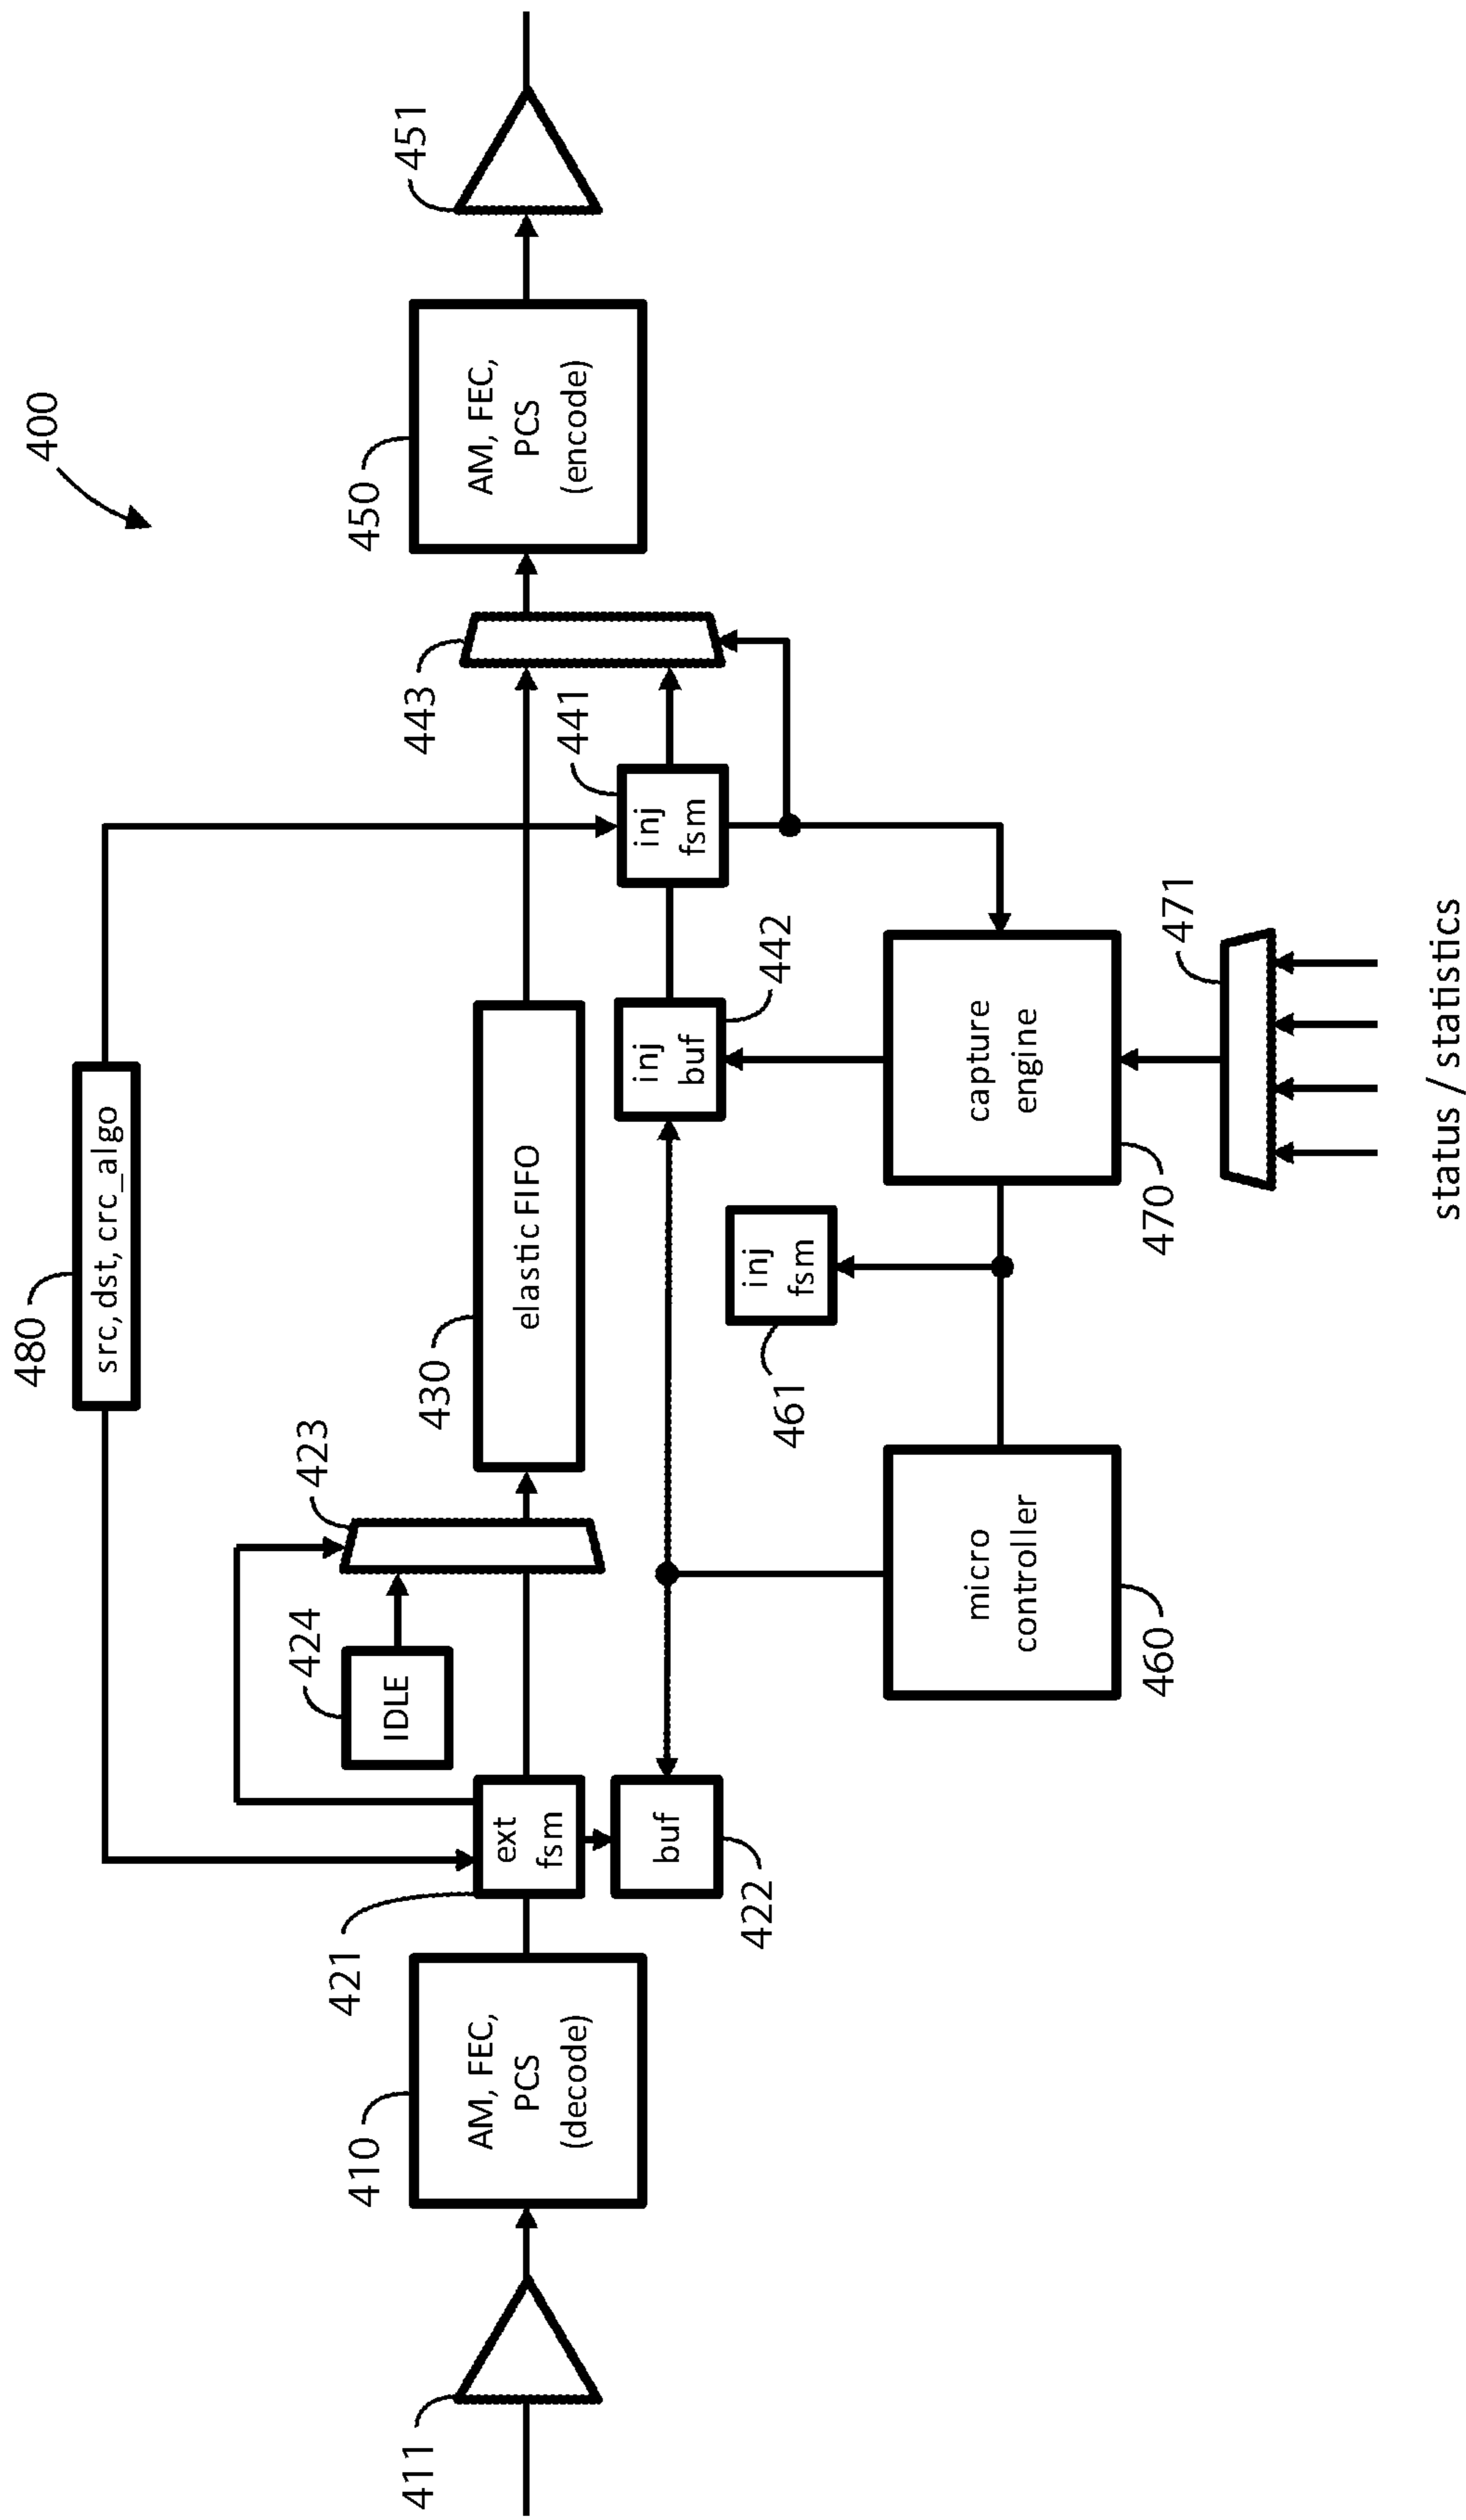 400
480
src, dst, crc_algo
423
424
IDLE
430
elastic FIFO
443
441
inj
fsm
450
AM, FEC,
PCS
(encode)
451
411
410
AM, FEC,
PCS
(decode)
421
ext
fsm
buf
422
inj
buf
442
461
inj
fsm
micro
controller
460
capture
engine
470
471
status / statistics